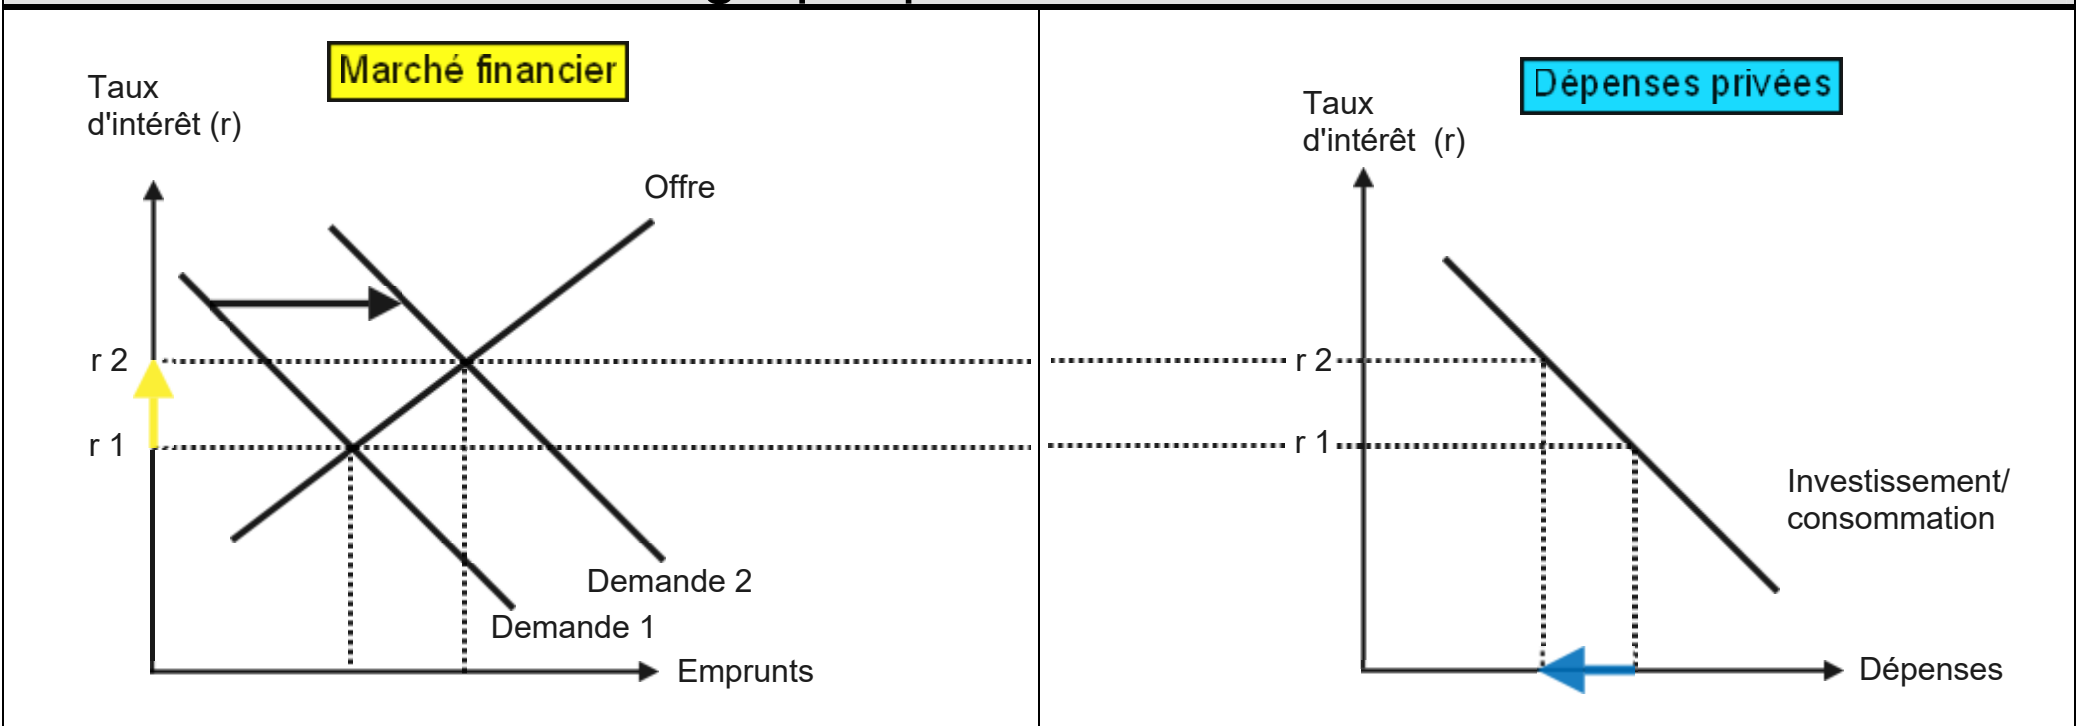 Marché financier
Taux
d'intérêt (r)
Offre
r 2
r 1
Demande 2
Demande 1
Emprunts
Dépenses privées
Taux
d'intérêt (r)
r 2
r 1
Investissement/
consommation
Dépenses